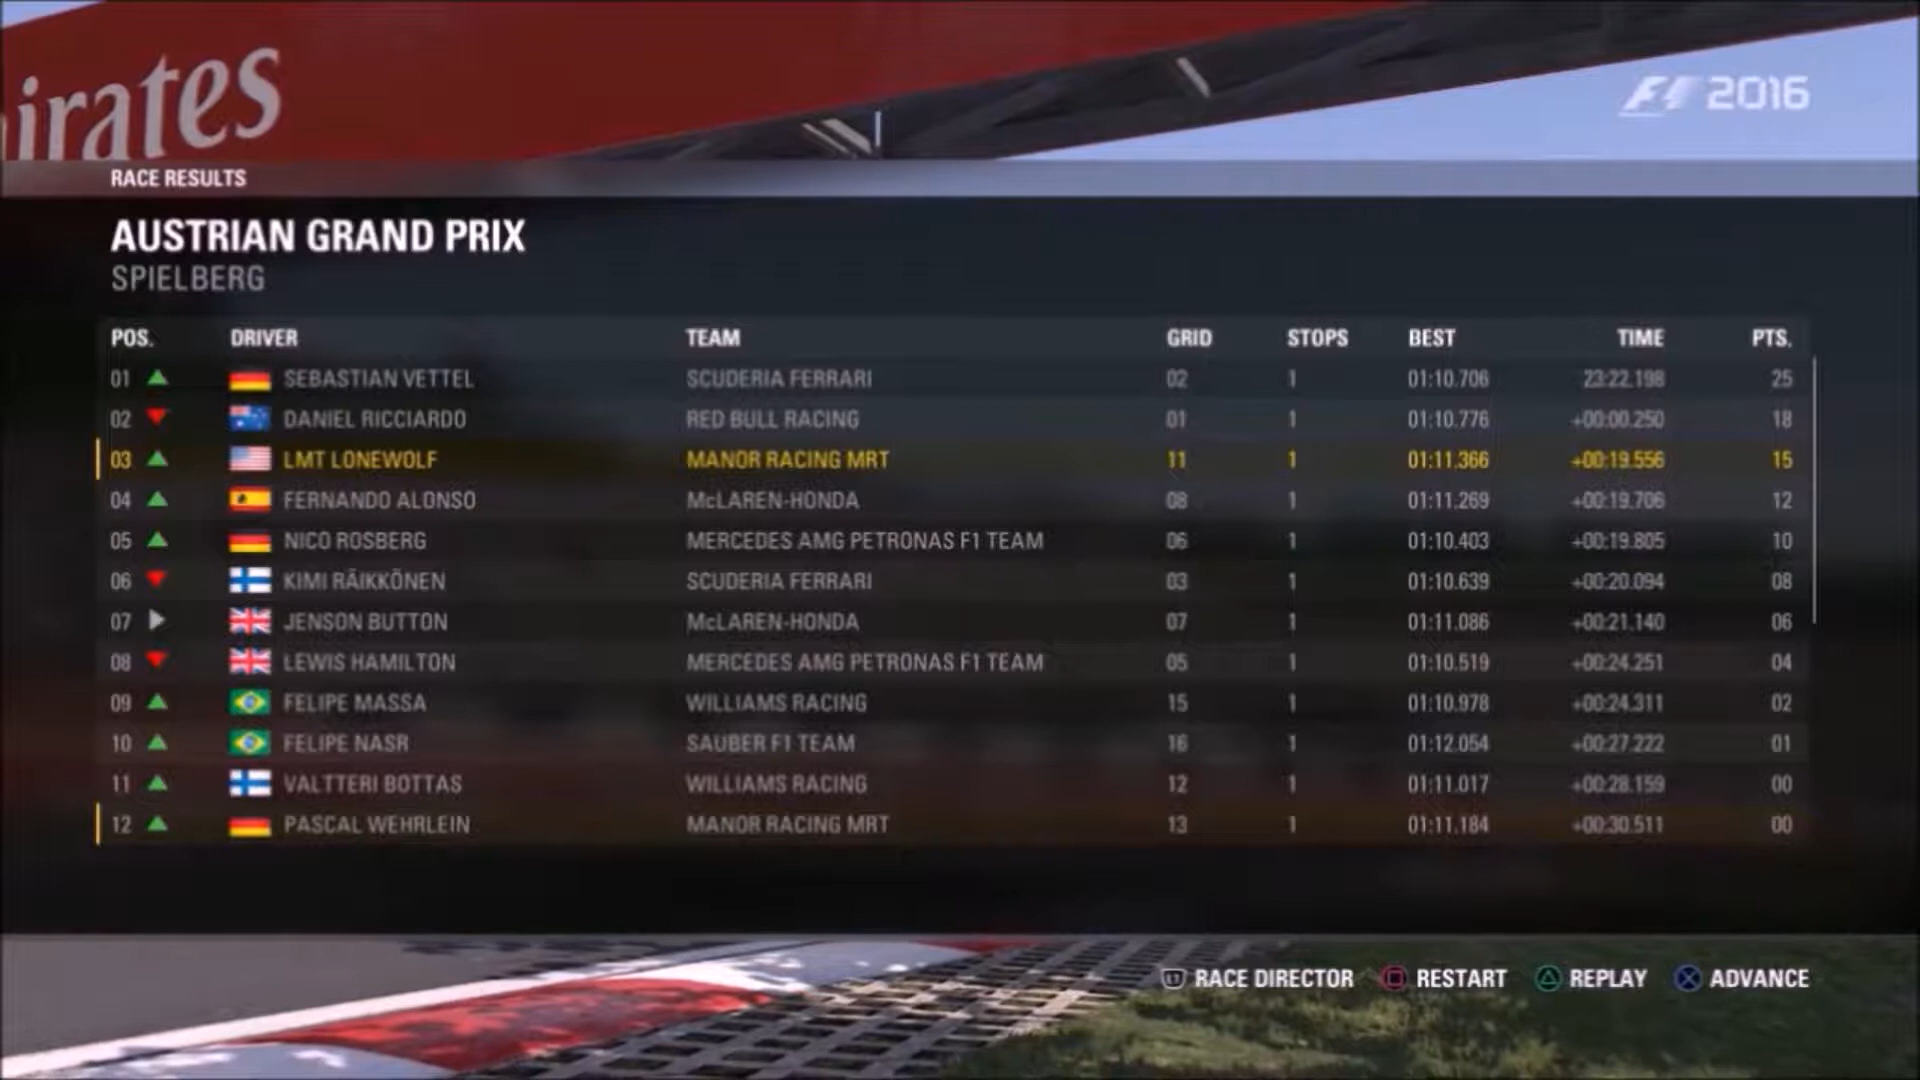 irates
F1 2016
RACE RESULTS
AUSTRIAN GRAND PRIX
SPIELBERG
POS. DRIVER TEAM GRID STOPS BEST TIME PTS.
01 SEBASTIAN VETTEL SCUDERIA FERRARI 02 1 01:10.706 23:22.198 25
02 DANIEL RICCIARDO RED BULL RACING 01 1 01:10.776 +00:00.250 18
03 LMT LONEWOLF MANOR RACING MRT 11 1 01:11.366 +00:19.556 15
04 FERNANDO ALONSO McLAREN-HONDA 08 1 01:11.269 +00:19.706 12
05 NICO ROSBERG MERCEDES AMG PETRONAS F1 TEAM 06 1 01:10.403 +00:19.805 10
06 KIMI RÄIKKÖNEN SCUDERIA FERRARI 03 1 01:10.639 +00:20.094 08
07 JENSON BUTTON McLAREN-HONDA 07 1 01:11.086 +00:21.140 06
08 LEWIS HAMILTON MERCEDES AMG PETRONAS F1 TEAM 05 1 01:10.519 +00:24.251 04
09 FELIPE MASSA WILLIAMS RACING 15 1 01:10.978 +00:24.311 02
10 FELIPE NASR SAUBER F1 TEAM 16 1 01:12.054 +00:27.222 01
11 VALTTERI BOTTAS WILLIAMS RACING 12 1 01:11.017 +00:28.159 00
12 PASCAL WEHRLEIN MANOR RACING MRT 13 1 01:11.184 +00:30.511 00
RACE DIRECTOR RESTART REPLAY ADVANCE